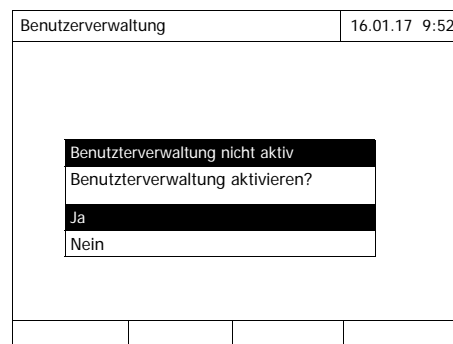 Benutzerverwaltung 16.01.17 9:52
Benutzterverwaltung nicht aktiv
Benutzterverwaltung aktivieren?
Ja
Nein